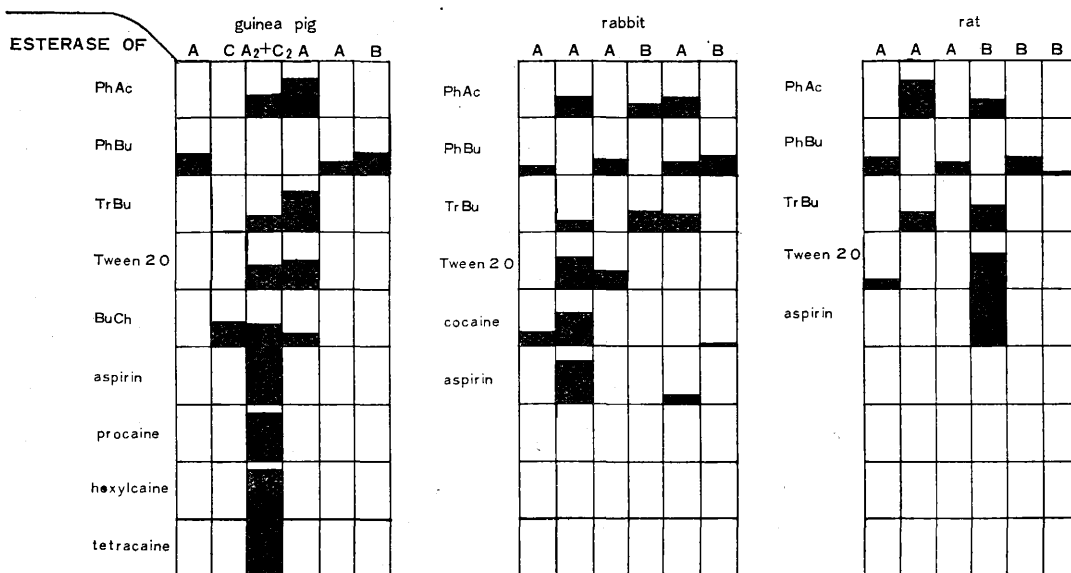 ESTERASE OF
guinea pig
A C A₂+C₂ A A B
PhAc
PhBu
TrBu
Tween 20
BuCh
aspirin
procaine
hexylcaine
tetracaine
rabbit
A A A B A B
PhAc
PhBu
TrBu
Tween 20
cocaine
aspirin
rat
A A A B B B
PhAc
PhBu
TrBu
Tween 20
aspirin